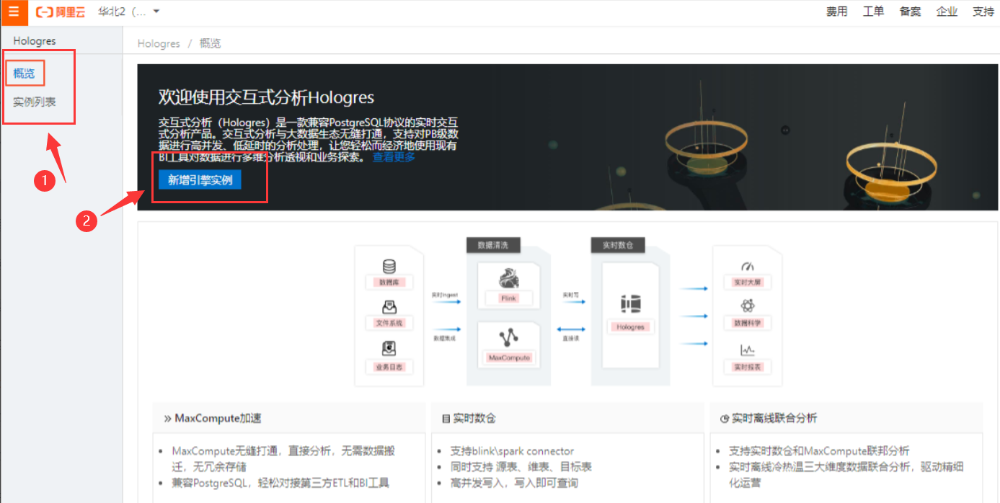 阿里云
华北2（...
费用
工单
备案
企业
支持
Hologres
概览
实例列表
1
Hologres / 概览
欢迎使用交互式分析Hologres
交互式分析（Hologres）是一款兼容PostgreSQL协议的实时交互
式分析产品。交互式分析与大数据生态无缝打通，支持对PB级数
据进行高并发、低延时的分析处理，让您轻松而经济地使用现有
BI工具对数据进行多维分析透视和业务探索。 查看更多
新增引擎实例
2
数据库
文件系统
业务日志
实时Ingest
数据集成
数据清洗
Flink
MaxCompute
实时写
直接读
实时数仓
Hologres
实时大屏
数据科学
实时报表
MaxCompute加速
MaxCompute无缝打通，直接分析，无需数据搬
迁，无冗余存储
兼容PostgreSQL，轻松对接第三方ETL和BI工具
实时数仓
支持blink\spark connector
同时支持 源表、维表、目标表
高并发写入，写入即可查询
实时离线联合分析
支持实时数仓和MaxCompute联邦分析
实时离线冷热温三大维度数据联合分析，驱动精细
化运营